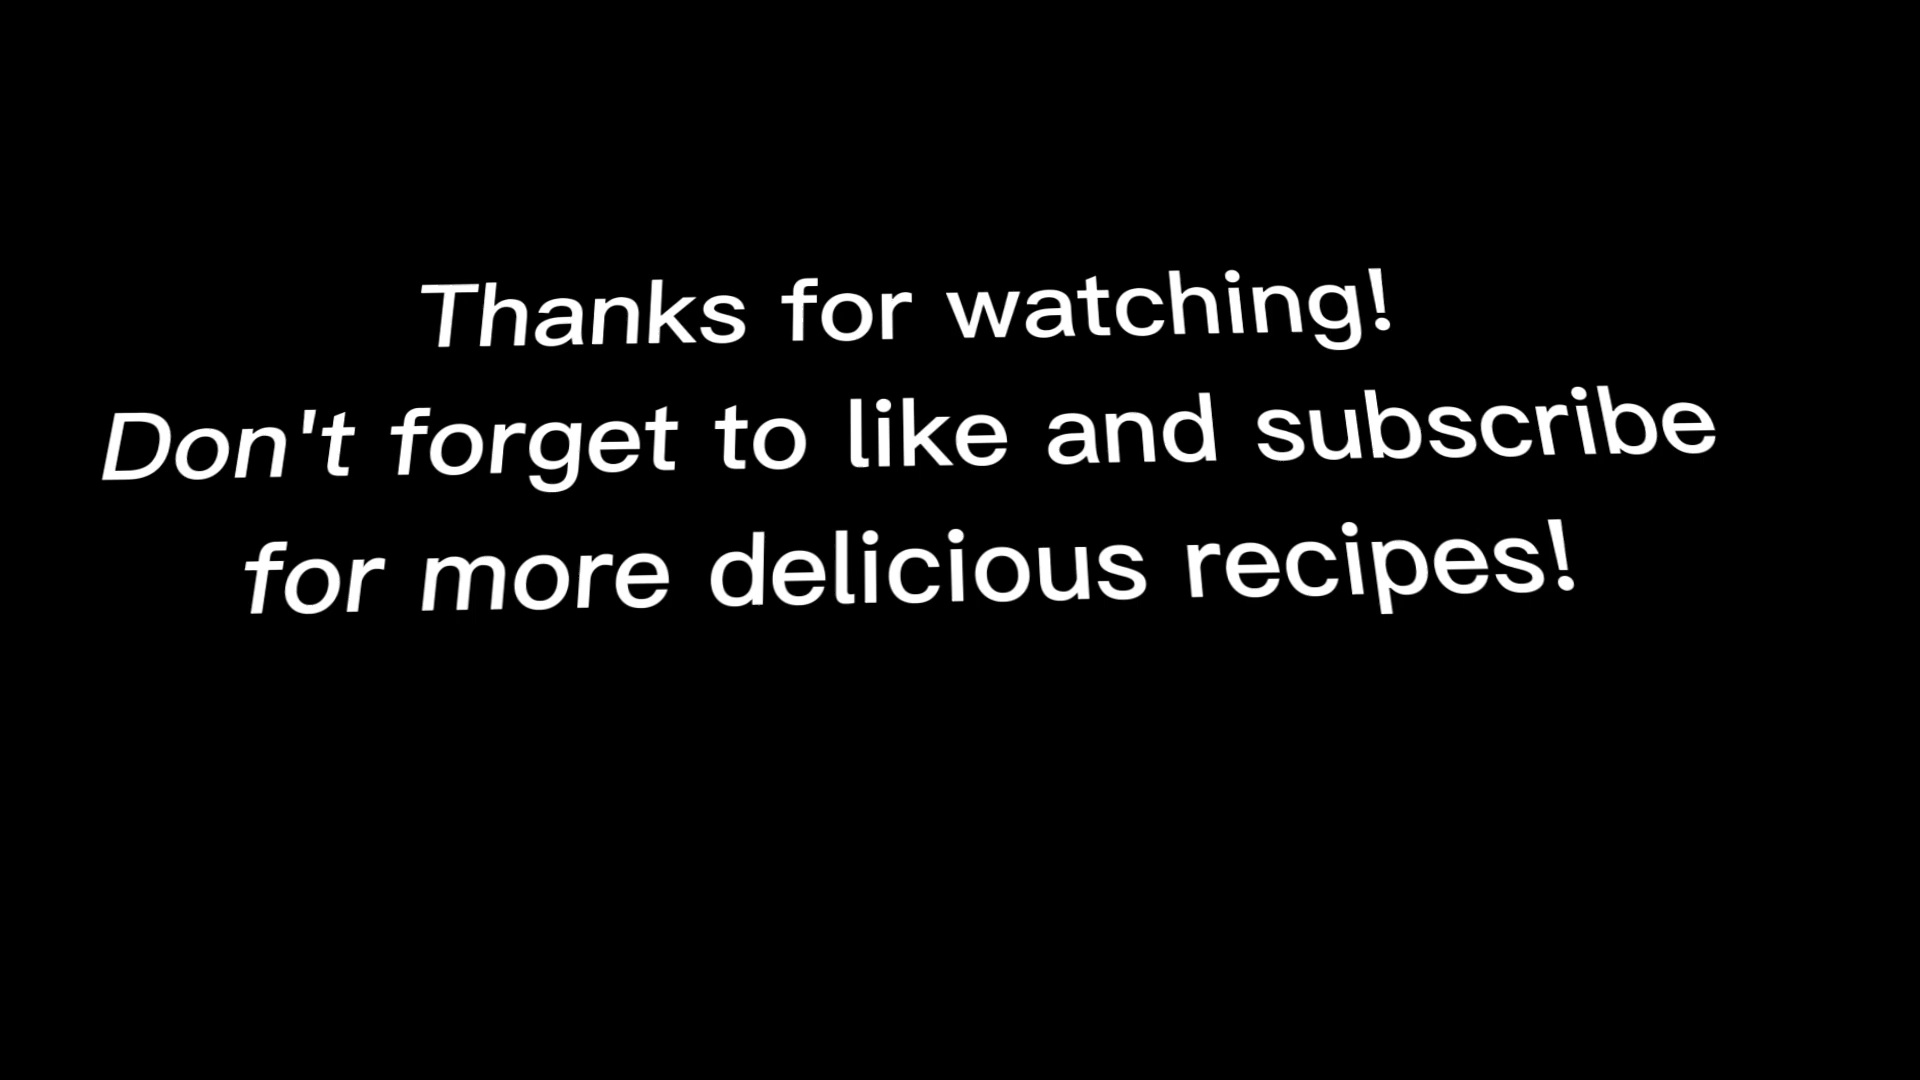 Thanks for watching!
Don't forget to like and subscribe
for more delicious recipes!